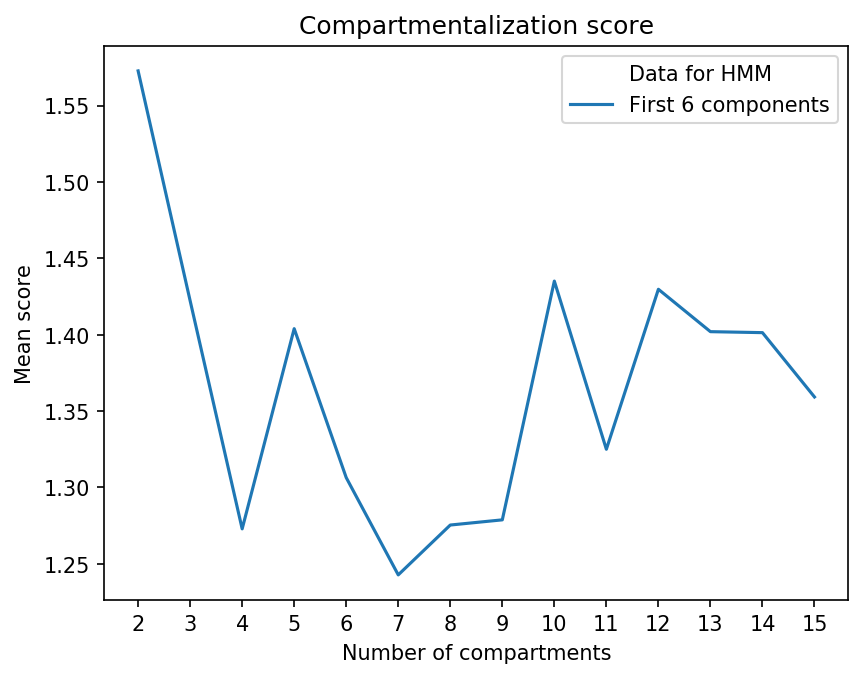 Compartmentalization score
Data for HMM
First 6 components
Mean score
1.55
1.50
1.45
1.40
1.35
1.30
1.25
2 3 4 5 6 7 8 9 10 11 12 13 14 15
Number of compartments